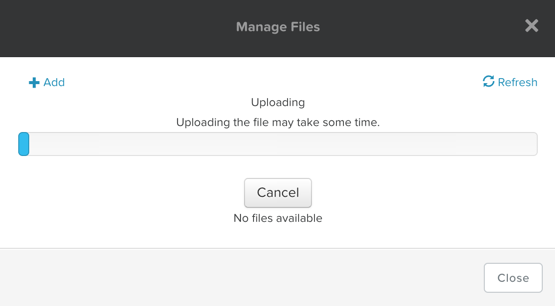 Manage Files
Add
Refresh
Uploading
Uploading the file may take some time.
Cancel
No files available
Close